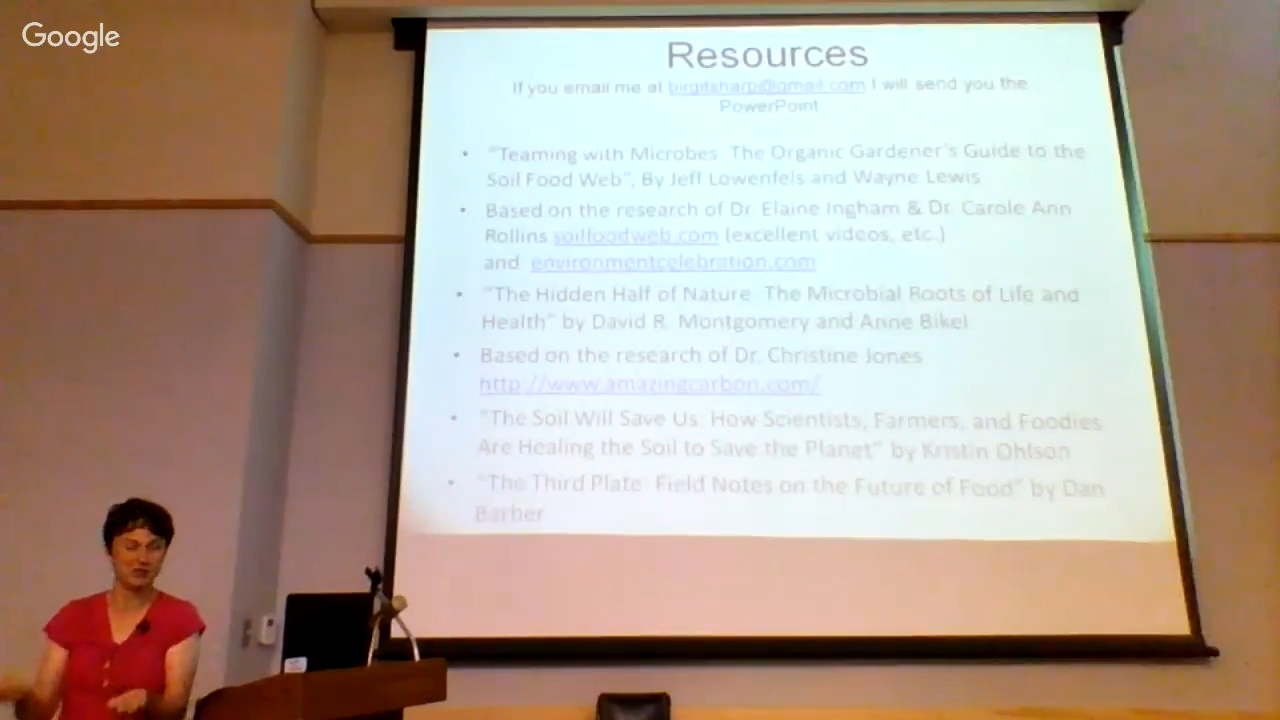 Google
Resources
If you email me at birgitsharp@gmail.com I will send you the
PowerPoint
• "Teaming with Microbes: The Organic Gardener's Guide to the
Soil Food Web", By Jeff Lowenfels and Wayne Lewis
• Based on the research of Dr. Elaine Ingham & Dr. Carole Ann
Rollins soilfoodweb.com (excellent videos, etc.)
and environmentcelebration.com
• "The Hidden Half of Nature: The Microbial Roots of Life and
Health" by David R. Montgomery and Anne Bikel
• Based on the research of Dr. Christine Jones
http://www.amazingcarbon.com/
• "The Soil Will Save Us: How Scientists, Farmers, and Foodies
Are Healing the Soil to Save the Planet" by Kristin Ohlson
• "The Third Plate: Field Notes on the Future of Food" by Dan
Barber